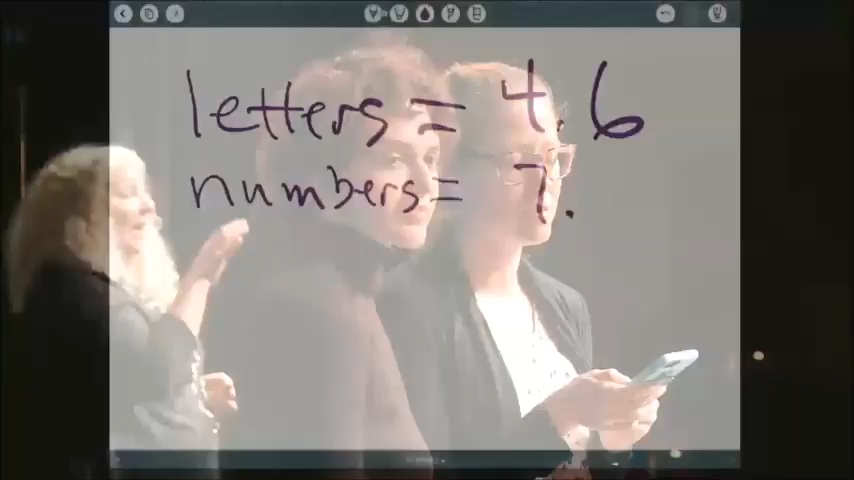 letters = 4.6
numbers = 7.